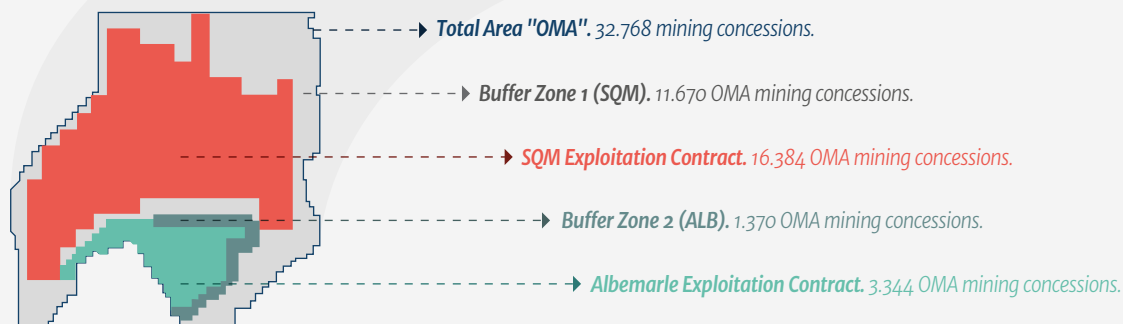 Total Area "OMA". 32.768 mining concessions.
Buffer Zone 1 (SQM). 11.670 OMA mining concessions.
SQM Exploitation Contract. 16.384 OMA mining concessions.
Buffer Zone 2 (ALB). 1.370 OMA mining concessions.
Albemarle Exploitation Contract. 3.344 OMA mining concessions.